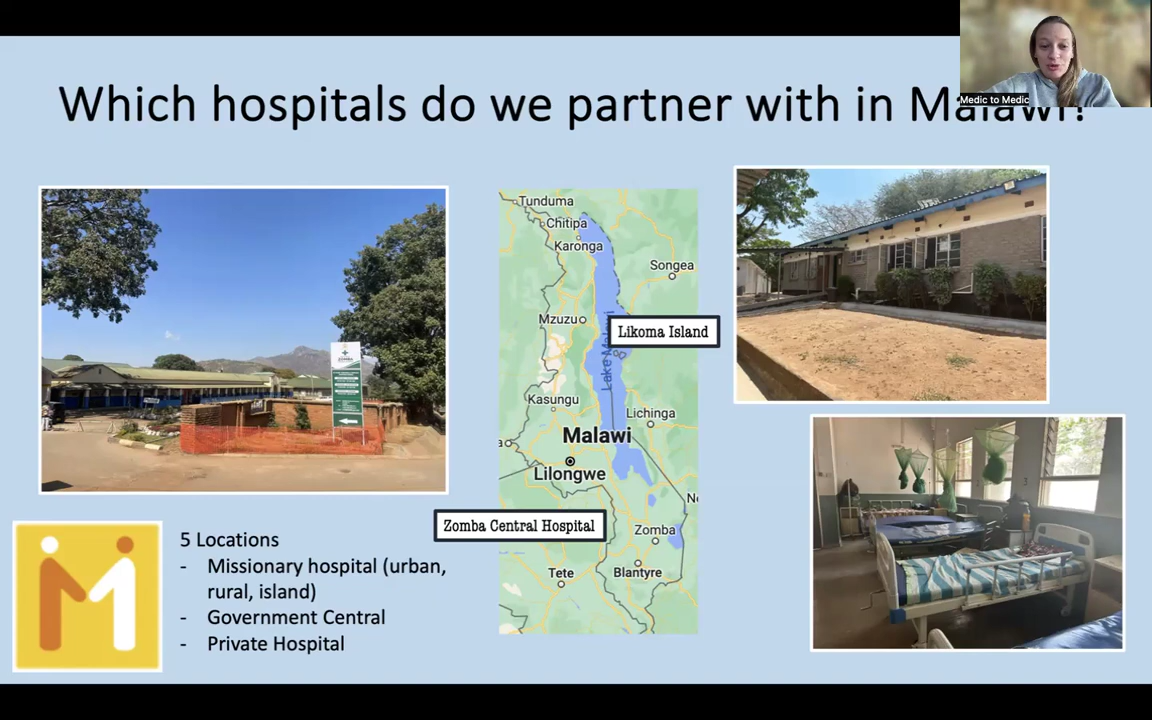 Which hospitals do we partner with in Malawi?
Medic to Medic
Tunduma
Chitipa
Karonga
Songea
Mzuzu
Likoma Island
Lake
Kasungu
Lichinga
Malawi
Lilongwe
Zomba Central Hospital
Zomba
Tete
Blantyre
ZOMBA
5 Locations
- Missionary hospital (urban,
rural, island)
- Government Central
- Private Hospital